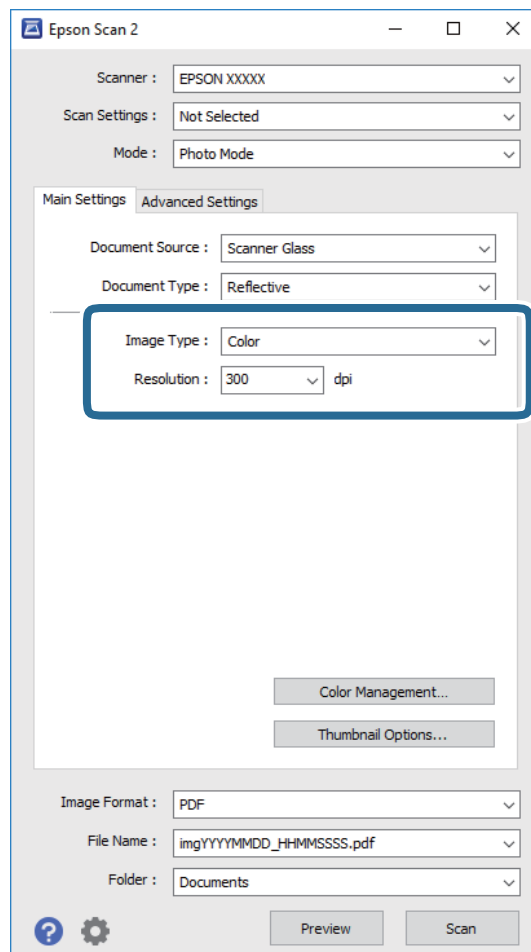 Epson Scan 2
Scanner : EPSON XXXXX
Scan Settings : Not Selected
Mode : Photo Mode
Main Settings Advanced Settings
Document Source : Scanner Glass
Document Type : Reflective
Image Type : Color
Resolution : 300 dpi
Color Management...
Thumbnail Options...
Image Format : PDF
File Name : imgYYYYMMDD_HHMMSSSS.pdf
Folder : Documents
? Preview Scan